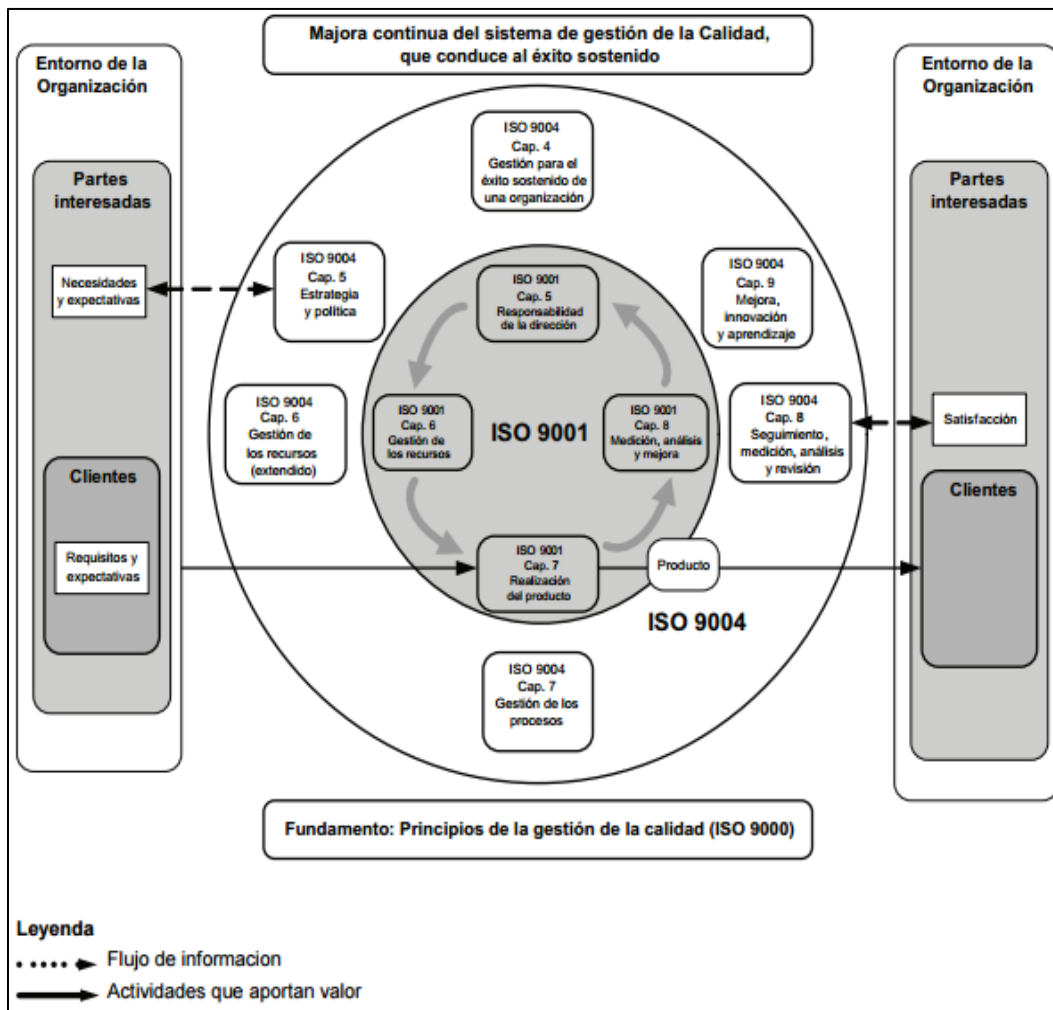 Majora continua del sistema de gestión de la Calidad,
que conduce al éxito sostenido
Entorno de la
Organización
Partes
interesadas
Necesidades
y expectativas
Clientes
Requisitos y
expectativas
ISO 9004
Cap. 4
Gestión para el
éxito sostenido de
una organización
ISO 9004
Cap. 5
Estrategia
y política
ISO 9004
Cap. 9
Mejora,
innovación
y aprendizaje
ISO 9001
Cap. 5
Responsabilidad
de la dirección
ISO 9004
Cap. 6
Gestión de
los recursos
(extendido)
ISO 9001
Cap. 6
Gestión de
los recursos
ISO 9001
ISO 9001
Cap. 8
Medición, análisis
y mejora
ISO 9004
Cap. 8
Seguimiento,
medición, análisis
y revisión
ISO 9001
Cap. 7
Realización
del producto
Producto
ISO 9004
ISO 9004
Cap. 7
Gestión de los
procesos
Entorno de la
Organización
Partes
interesadas
Satisfacción
Clientes
Fundamento: Principios de la gestión de la calidad (ISO 9000)
Leyenda
Flujo de informacion
Actividades que aportan valor